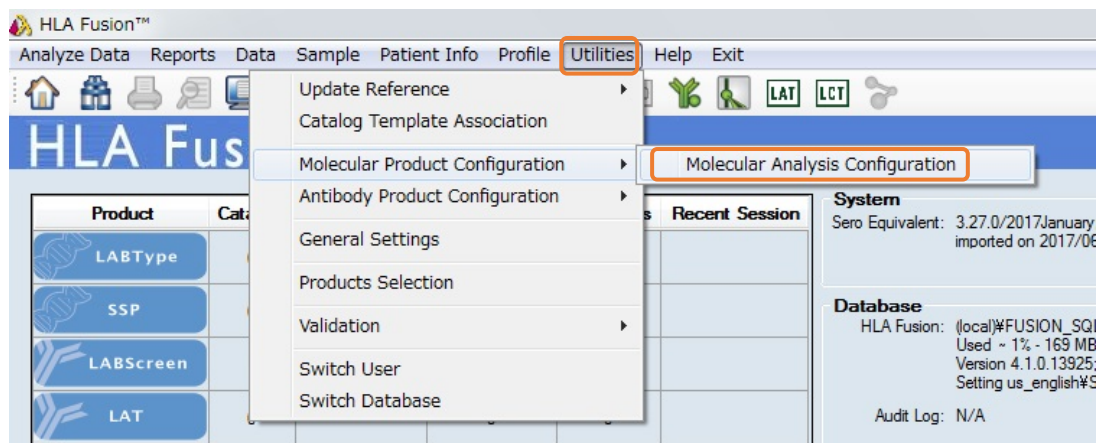 HLA Fusion™
Analyze Data Reports Data Sample Patient Info Profile Utilities Help Exit
Update Reference
LAT LCT
Catalog Template Association
HLA Fus
Molecular Product Configuration
Molecular Analysis Configuration
Antibody Product Configuration
General Settings
Products Selection
Validation
Switch User
Switch Database
Product Cat s Recent Session
LABType
SSP
LABScreen
LAT
System
Sero Equivalent: 3.27.0/2017January
imported on 2017/06
Database
HLA Fusion: (local)¥FUSION_SQL
Used ~ 1% - 169 MB
Version 4.1.0.13925;
Setting us_english¥S
Audit Log: N/A